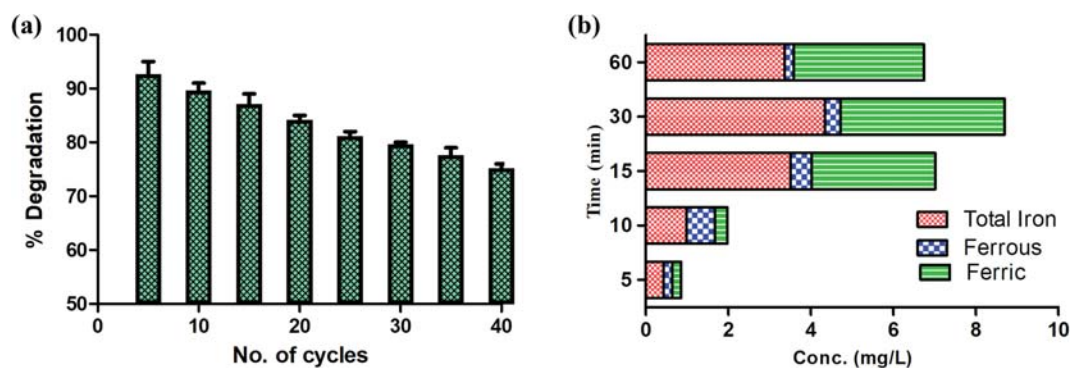 (a)
% Degradation
100
90
80
70
60
50
0
10
20
30
40
No. of cycles
(b)
Time (min)
60
30
15
10
5
Total Iron
Ferrous
Ferric
0
2
4
6
8
10
Conc. (mg/L)